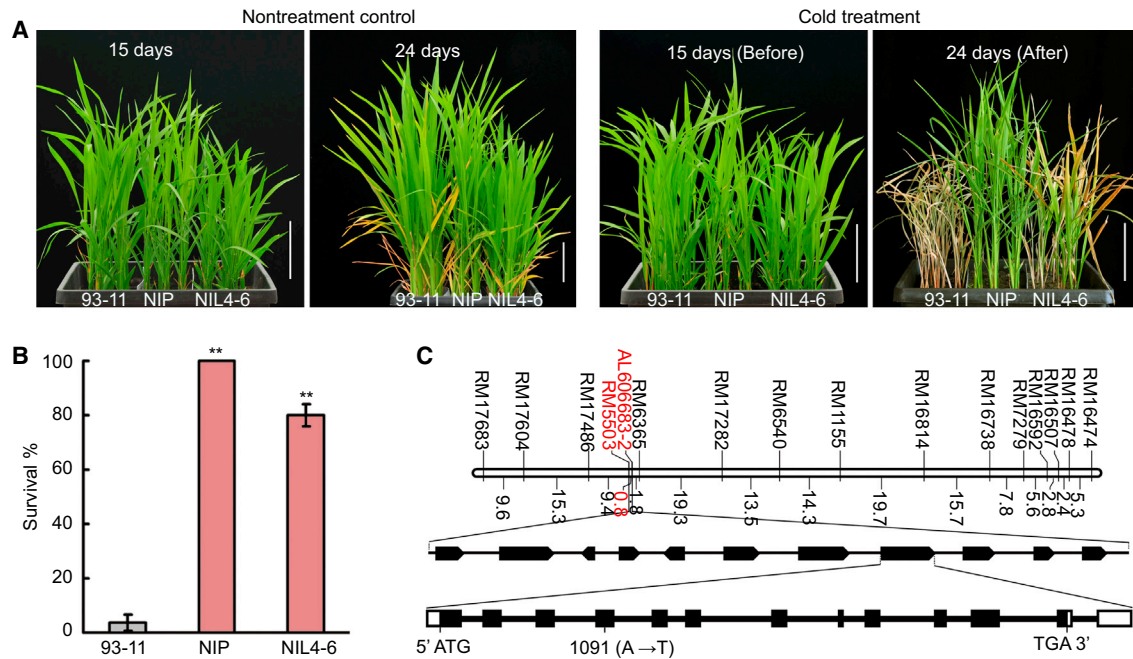 Nontreatment control
Cold treatment
A
15 days
24 days
15 days (Before)
24 days (After)
93-11 NIP NIL4-6
93-11 NIP NIL4-6
93-11 NIP NIL4-6
93-11 NIP NIL4-6
B
Survival %
100
80
60
40
20
0
**
**
93-11 NIP NIL4-6
C
RM17683
RM17604
RM17486
RM5503
AL606683-2
RM6365
RM17282
RM6540
RM1155
RM16814
RM16738
RM7279
RM16592
RM16507
RM16478
RM16474
9.6
15.3
9.4
0.8
1.8
19.3
13.5
14.3
19.7
15.7
7.8
5.6
2.8
2.4
5.3
5' ATG
1091 (A→T)
TGA 3'